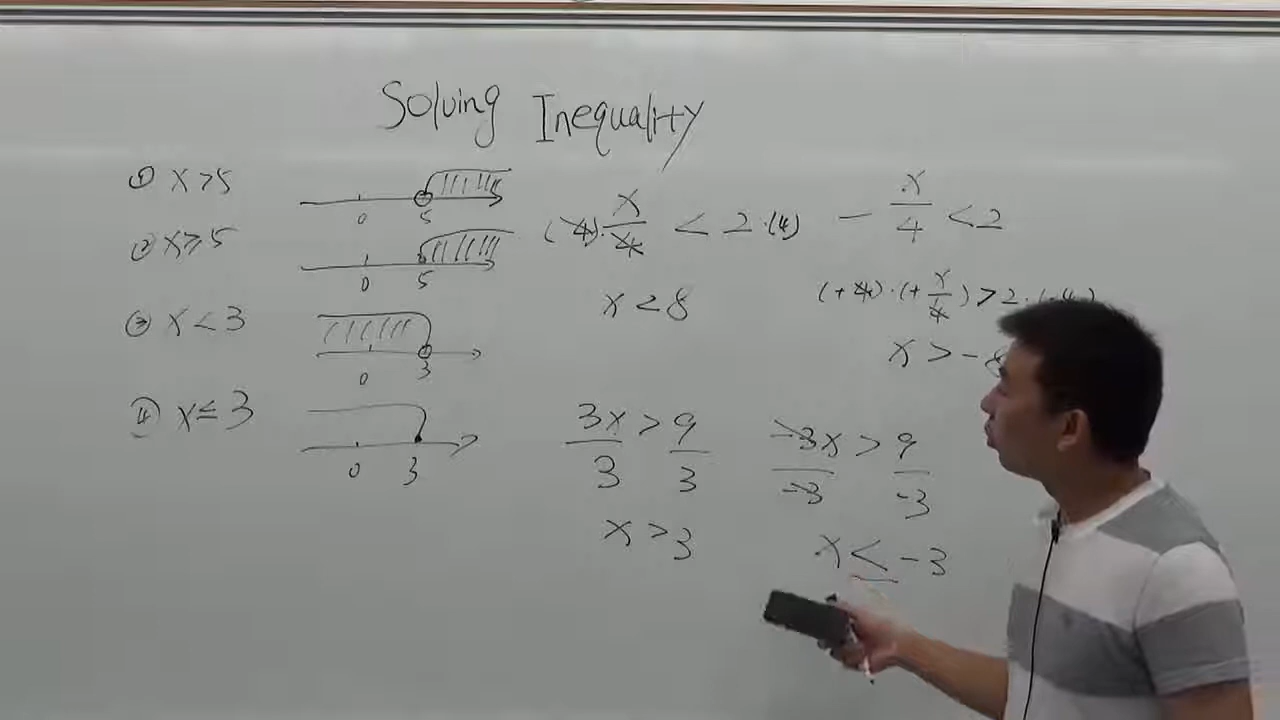 Solving Inequality
① x>5
0 5
② x≥5
0 5
③ x<3
0 3
④ x≤3
0 3
(4)·x/4 < 2·(4)
x<8
-x/4 <2
(+4)·(+x/4)>2·(-4)
x>-8
3x/3 > 9/3
x>3
-3x/-3 > 9/-3
x<-3